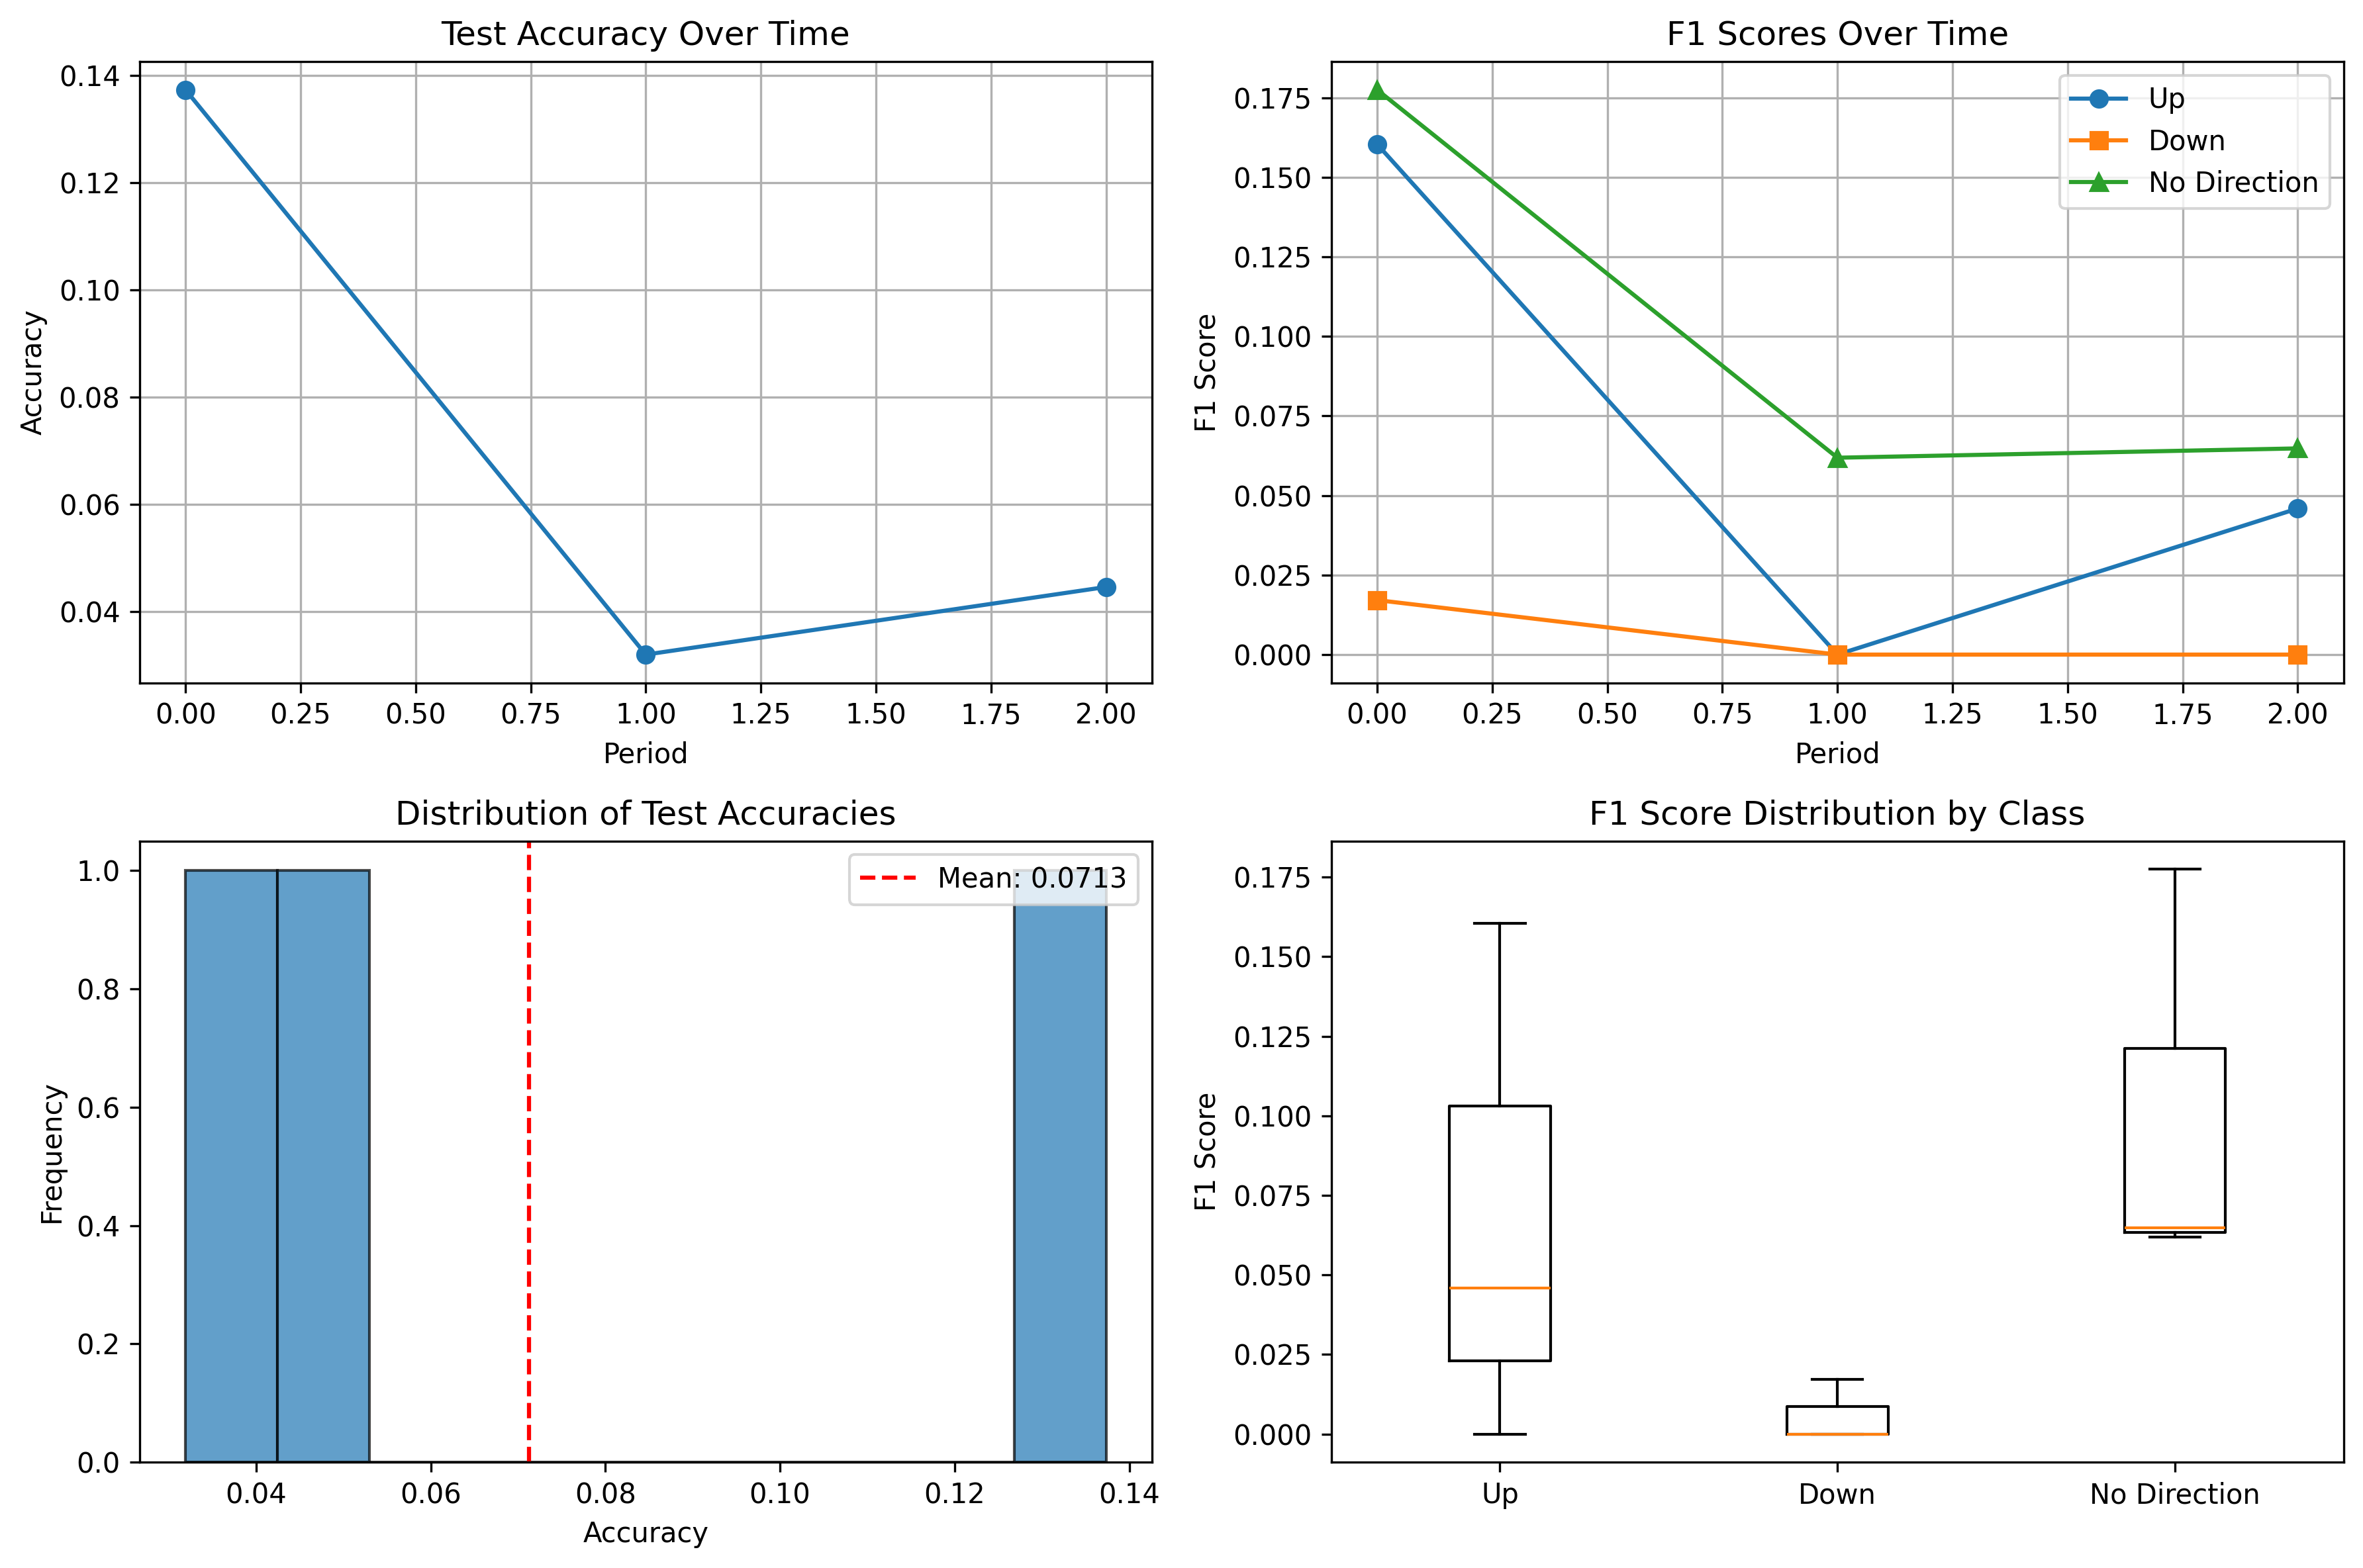 Test Accuracy Over Time
Accuracy
0.14
0.12
0.10
0.08
0.06
0.04
0.00 0.25 0.50 0.75 1.00 1.25 1.50 1.75 2.00
Period
F1 Scores Over Time
F1 Score
0.175
0.150
0.125
0.100
0.075
0.050
0.025
0.000
Up
Down
No Direction
0.00 0.25 0.50 0.75 1.00 1.25 1.50 1.75 2.00
Period
Distribution of Test Accuracies
Frequency
1.0
0.8
0.6
0.4
0.2
0.0
Mean: 0.0713
0.04 0.06 0.08 0.10 0.12 0.14
Accuracy
F1 Score Distribution by Class
F1 Score
0.175
0.150
0.125
0.100
0.075
0.050
0.025
0.000
Up Down No Direction